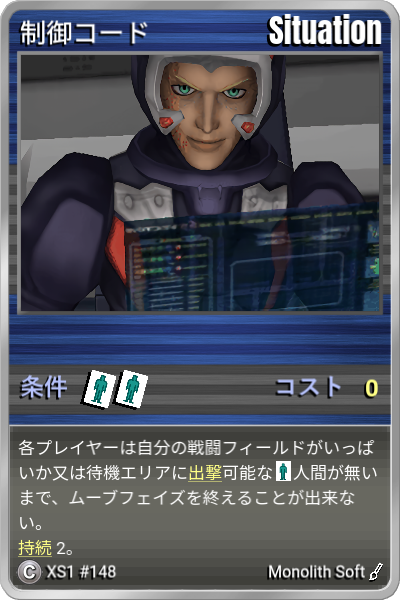 制御コード Situation
条件 コスト 0
各プレイヤーは自分の戦闘フィールドがいっぱ
いか又は待機エリアに出撃可能な人間が無い
まで、ムーブフェイズを終えることが出来な
い。
持続 2。
C XS1 #148 Monolith Soft